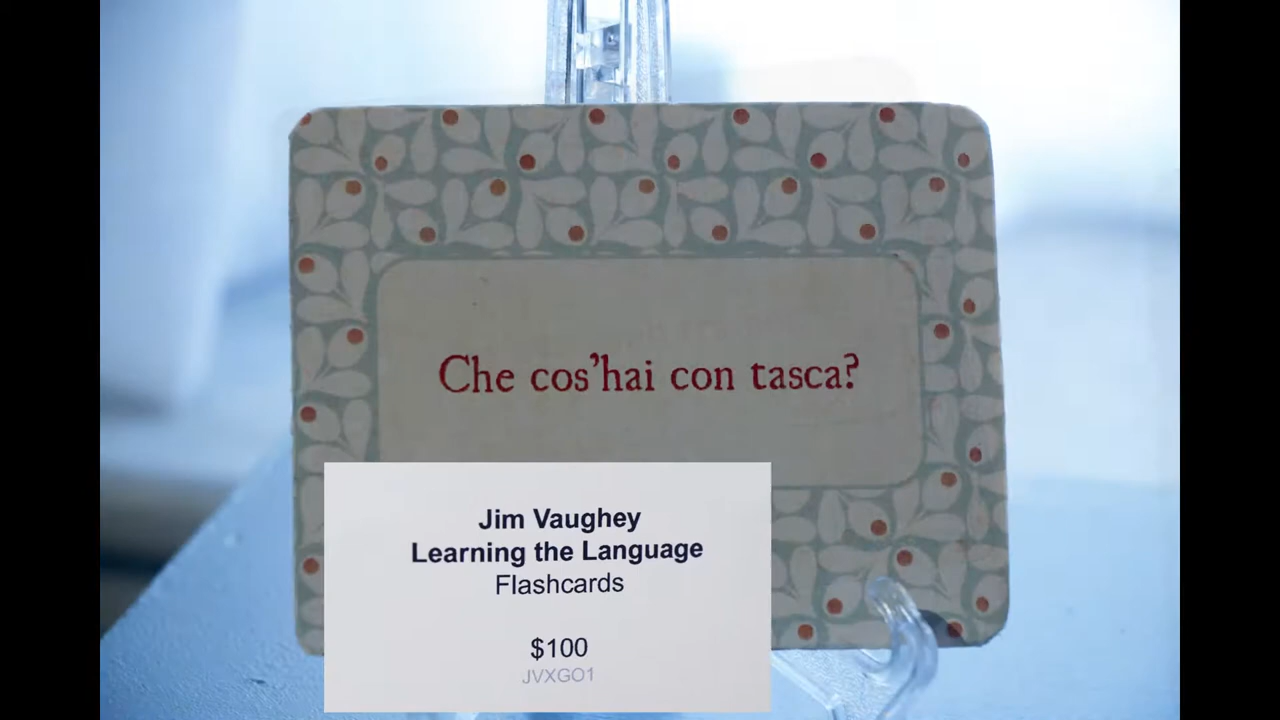 Che cos'hai con tasca?
Jim Vaughey
Learning the Language
Flashcards
$100
JVXGO1